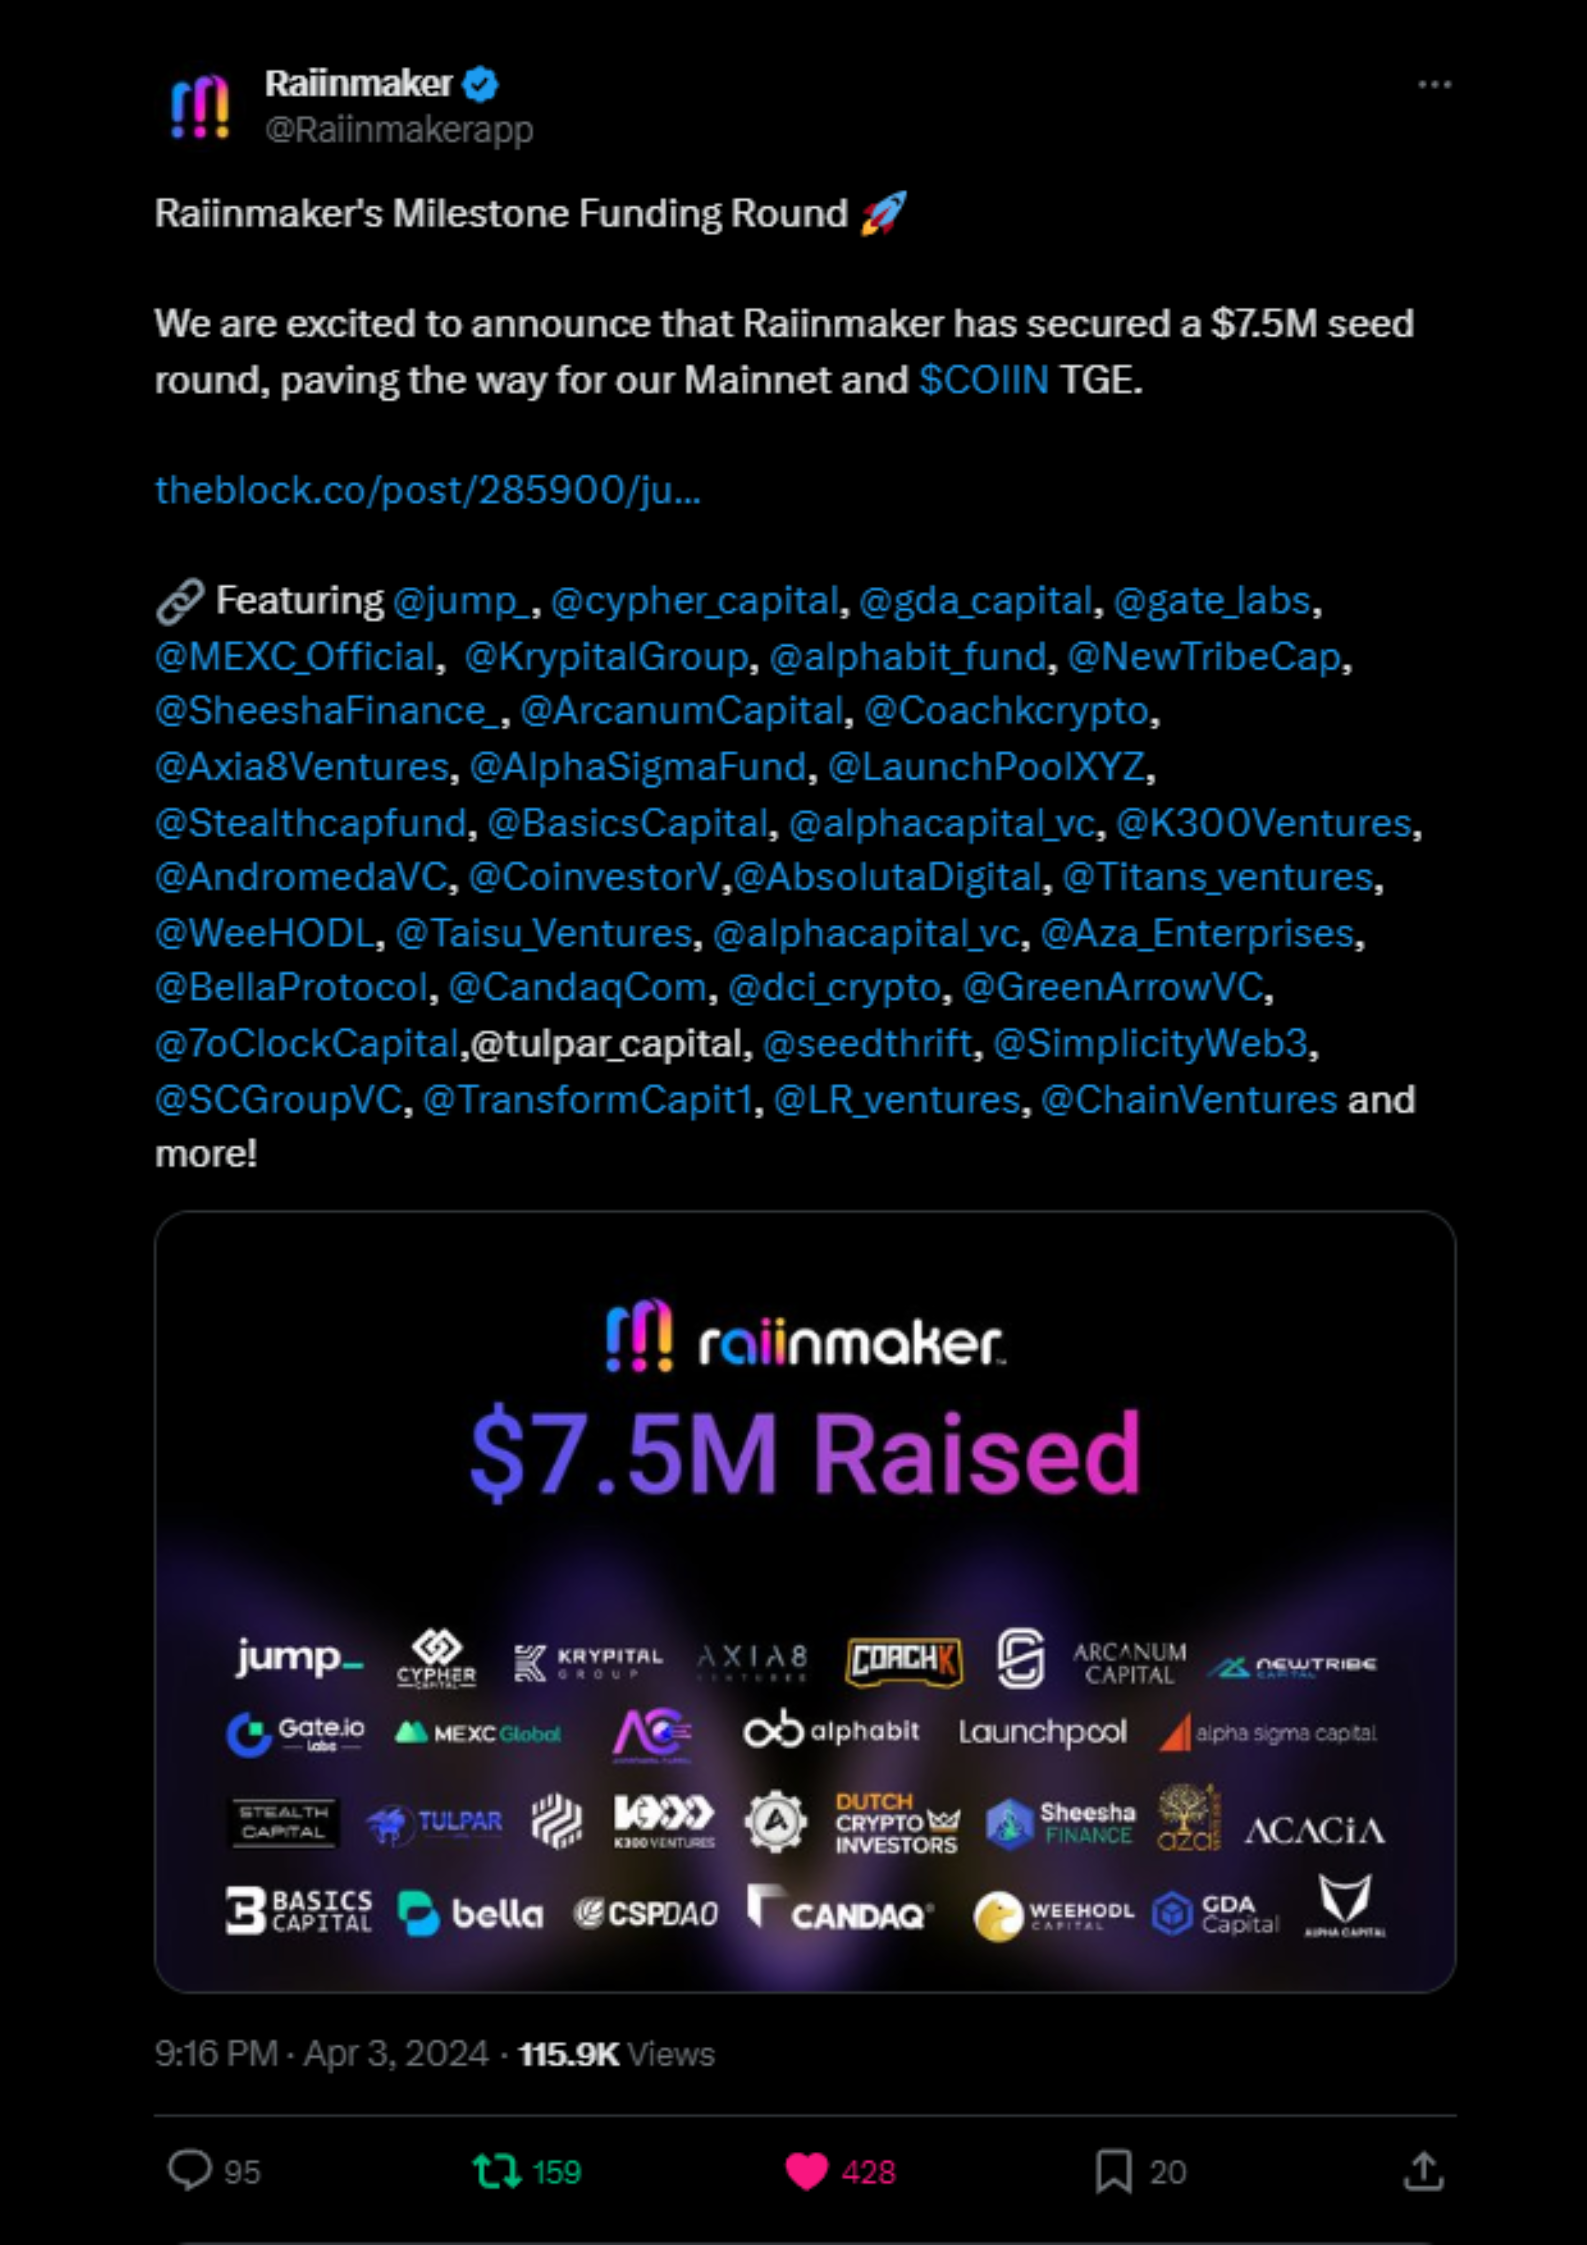 Raiinmaker
@Raiinmakerapp
Raiinmaker's Milestone Funding Round 🚀
We are excited to announce that Raiinmaker has secured a $7.5M seed
round, paving the way for our Mainnet and $COIIN TGE.
theblock.co/post/285900/ju...
🔗 Featuring @jump_, @cypher_capital, @gda_capital, @gate_labs,
@MEXC_Official, @KrypitalGroup, @alphabit_fund, @NewTribeCap,
@SheeshaFinance_, @ArcanumCapital, @Coachkcrypto,
@Axia8Ventures, @AlphaSigmaFund, @LaunchPoolXYZ,
@Stealthcapfund, @BasicsCapital, @alphacapital_vc, @K300Ventures,
@AndromedaVC, @CoinvestorV,@AbsolutaDigital, @Titans_ventures,
@WeeHODL, @Taisu_Ventures, @alphacapital_vc, @Aza_Enterprises,
@BellaProtocol, @CandaqCom, @dci_crypto, @GreenArrowVC,
@7oClockCapital,@tulpar_capital, @seedthrift, @SimplicityWeb3,
@SCGroupVC, @TransformCapit1, @LR_ventures, @ChainVentures and
more!
raiinmaker
$7.5M Raised
jump_ CYPHER CAPITAL KRYPITAL GROUP AXIA8 VENTURES COACHK ARCANUM CAPITAL NEWTRIBE CAPITAL
Gate.io labs MEXC Global alphabit Launchpool alpha sigma capital
STEALTH CAPITAL TULPAR K300 VENTURES DUTCH CRYPTO INVESTORS Sheesha FINANCE aza ACACiA
BASICS CAPITAL bella CSPDAO CANDAQ WEEHODL CAPITAL GDA Capital ALPHA CAPITAL
9:16 PM · Apr 3, 2024 · 115.9K Views
95 159 428 20